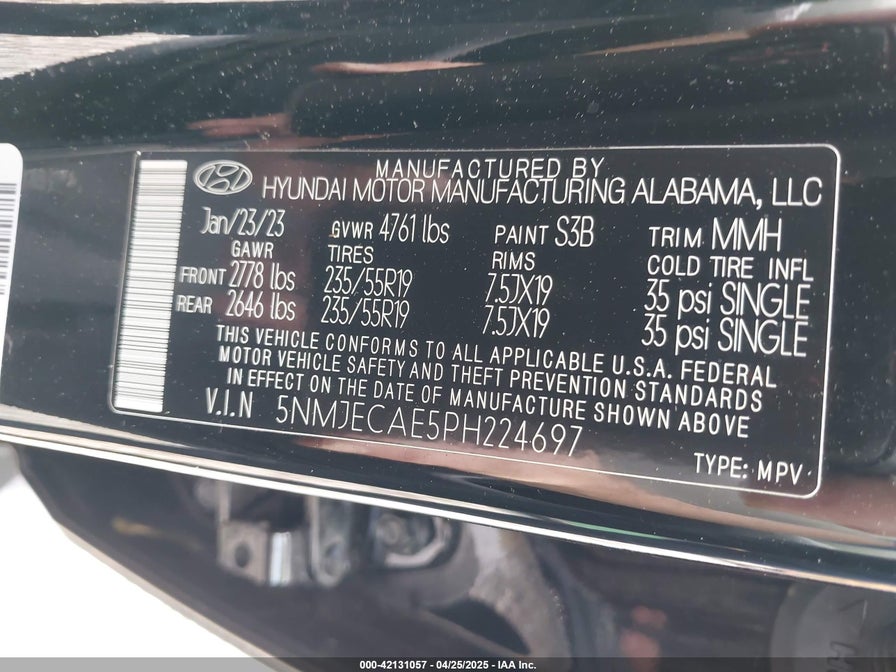 MANUFACTURED BY
HYUNDAI MOTOR MANUFACTURING ALABAMA, LLC
Jan/23/23 GVWR 4761 lbs PAINT S3B TRIM MMH
GAWR TIRES RIMS COLD TIRE INFL
FRONT 2778 lbs 235/55R19 7.5JX19 35 psi SINGLE
REAR 2646 lbs 235/55R19 7.5JX19 35 psi SINGLE
THIS VEHICLE CONFORMS TO ALL APPLICABLE U.S.A. FEDERAL
MOTOR VEHICLE SAFETY AND THEFT PREVENTION STANDARDS
IN EFFECT ON THE DATE OF MANUFACTURE SHOWN ABOVE
V.I.N 5NMJECAE5PH224697
TYPE: MPV
000-42131057 - 04/25/2025 - IAA Inc.